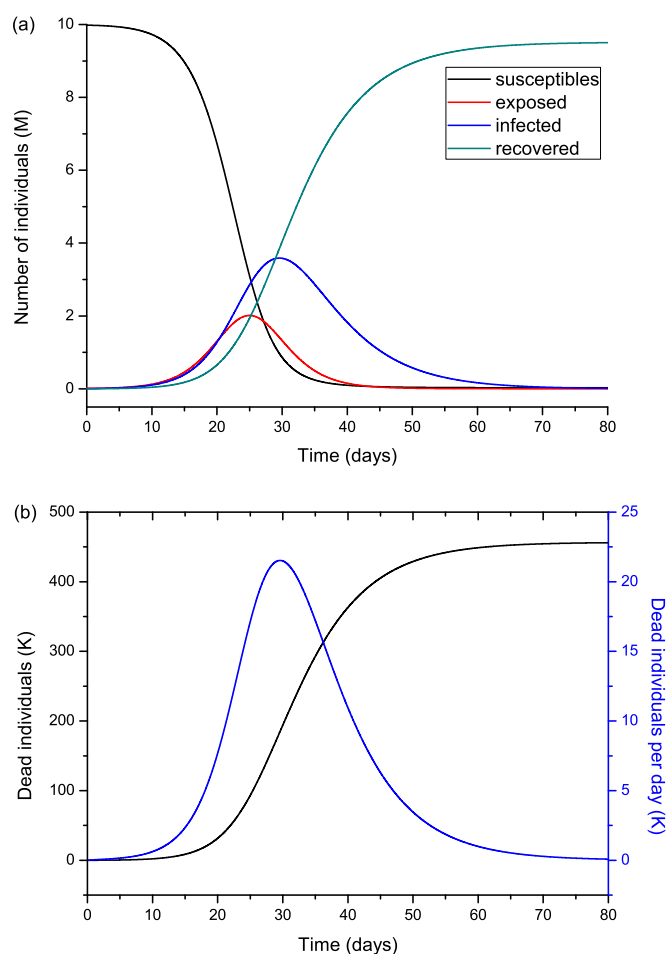 (a)
10
8
6
4
2
0
Number of individuals (M)
susceptibles
exposed
infected
recovered
0 10 20 30 40 50 60 70 80
Time (days)
(b)
500
400
300
200
100
0
Dead individuals (K)
25
20
15
10
5
0
Dead individuals per day (K)
0 10 20 30 40 50 60 70 80
Time (days)